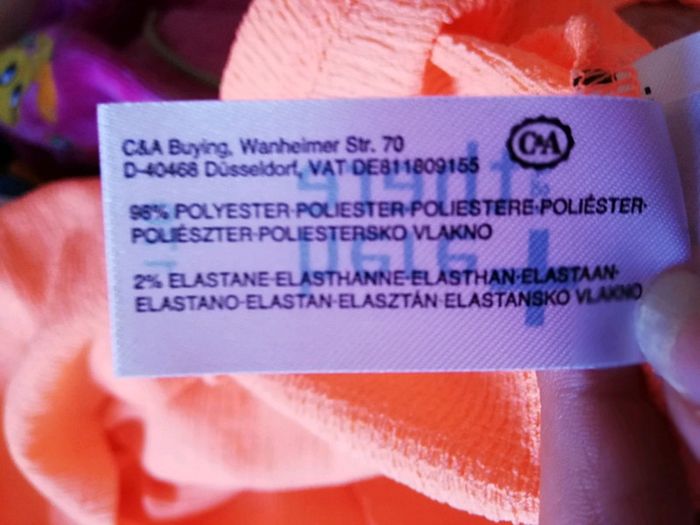 C&A Buying, Wanheimer Str. 70
D-40468 Düsseldorf, VAT DE811809155
C&A
98% POLYESTER·POLIESTER·POLIESTERE·POLIÉSTER·
POLIÉSZTER·POLIESTERSKO VLAKNO
2% ELASTANE·ELASTHANNE·ELASTHAN·ELASTAAN·
ELASTANO·ELASTAN·ELASZTÁN·ELASTANSKO VLAKNO